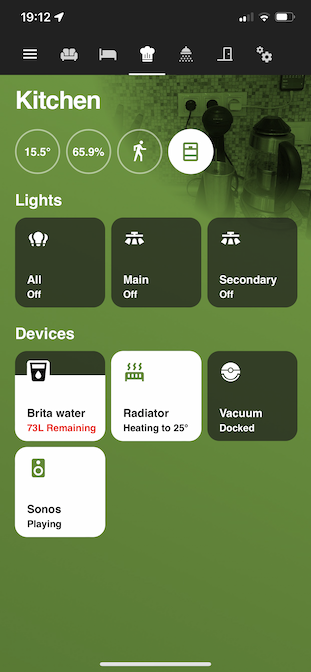 19:12
Kitchen
15.5°
65.9%
Lights
All
Off
Main
Off
Secondary
Off
Devices
Brita water
73L Remaining
Radiator
Heating to 25°
Vacuum
Docked
Sonos
Playing